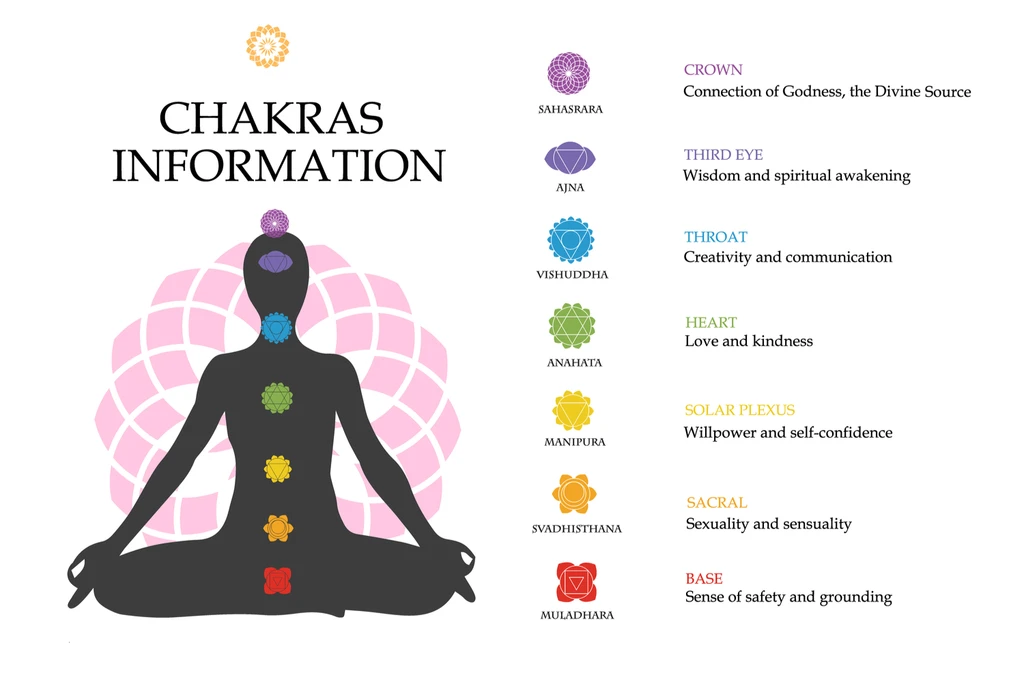 CHAKRAS
INFORMATION
SAHASRARA
CROWN
Connection of Godness, the Divine Source
AJNA
THIRD EYE
Wisdom and spiritual awakening
VISHUDDHA
THROAT
Creativity and communication
ANAHATA
HEART
Love and kindness
MANIPURA
SOLAR PLEXUS
Willpower and self-confidence
SVADHISTHANA
SACRAL
Sexuality and sensuality
MULADHARA
BASE
Sense of safety and grounding